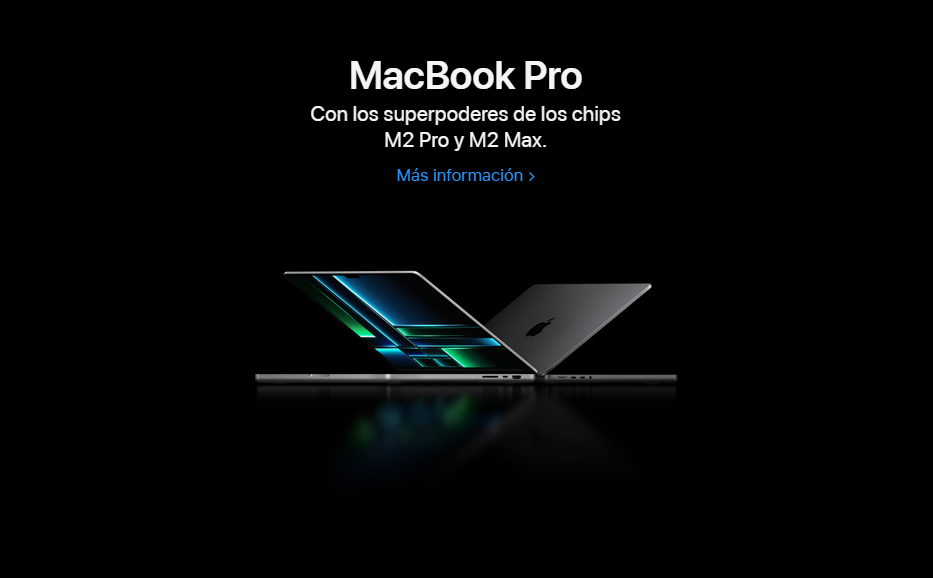 MacBook Pro
Con los superpoderes de los chips
M2 Pro y M2 Max.
Más información >